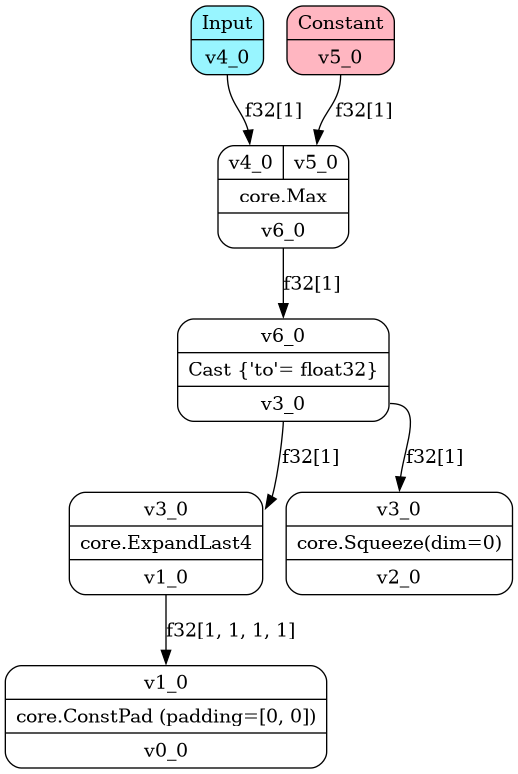 Input
v4_0
Constant
v5_0
f32[1]
f32[1]
v4_0 v5_0
core.Max
v6_0
f32[1]
v6_0
Cast {'to'= float32}
v3_0
f32[1]
f32[1]
v3_0
core.ExpandLast4
v1_0
v3_0
core.Squeeze(dim=0)
v2_0
f32[1, 1, 1, 1]
v1_0
core.ConstPad (padding=[0, 0])
v0_0